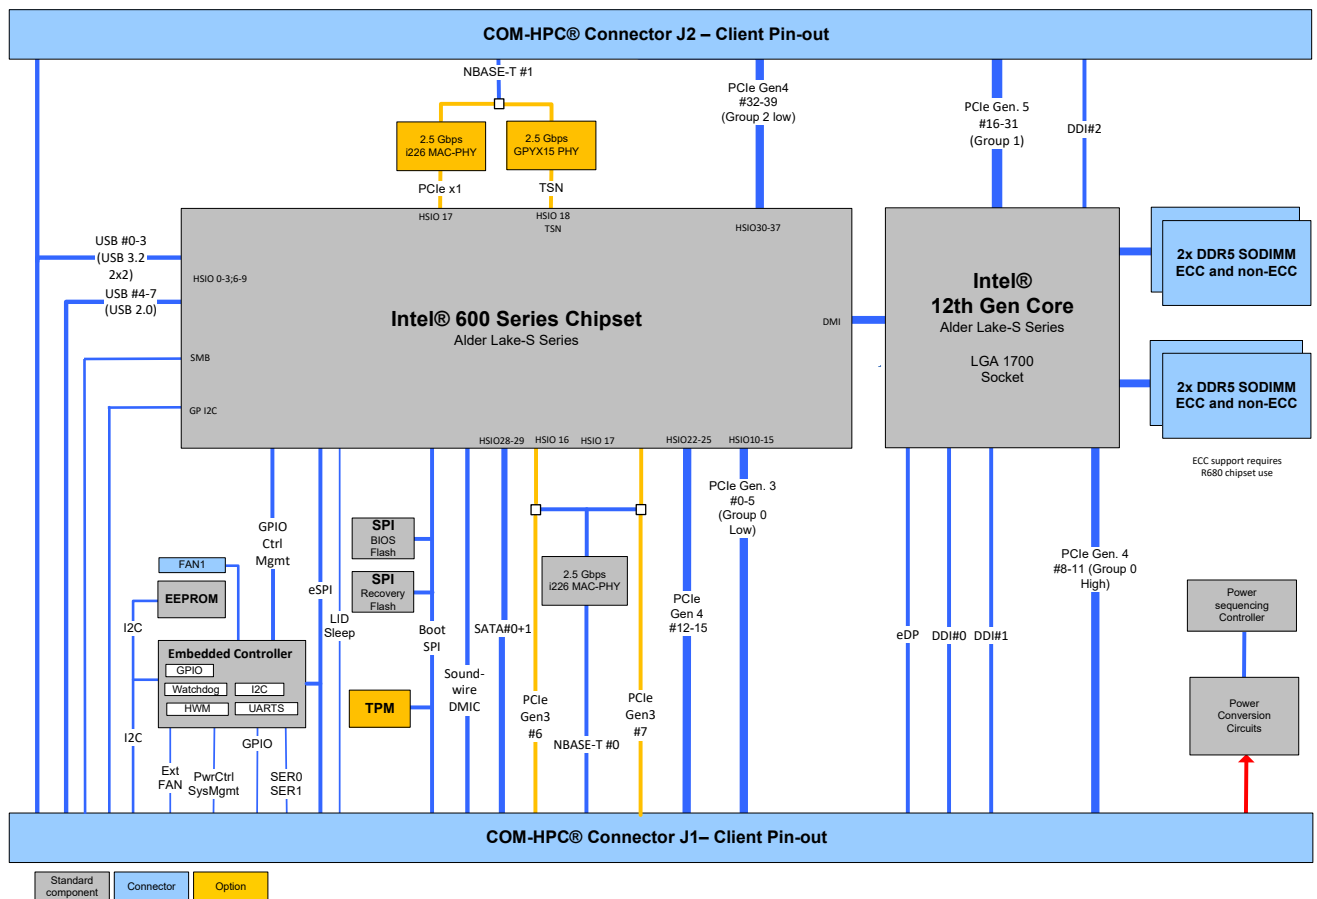 COM-HPC® Connector J2 – Client Pin-out
NBASE-T #1
2.5 Gbps
i226 MAC-PHY
2.5 Gbps
GPYX15 PHY
PCIe x1
TSN
PCIe Gen4
#32-39
(Group 2 low)
PCIe Gen. 5
#16-31
(Group 1)
DDI#2
HSIO 17
HSIO 18
TSN
HSIO30-37
USB #0-3
(USB 3.2
2x2)
USB #4-7
(USB 2.0)
HSIO 0-3;6-9
SMB
GP I2C
Intel® 600 Series Chipset
Alder Lake-S Series
DMI
Intel®
12th Gen Core
Alder Lake-S Series
LGA 1700
Socket
2x DDR5 SODIMM
ECC and non-ECC
2x DDR5 SODIMM
ECC and non-ECC
ECC support requires
R680 chipset use
HSIO28-29
HSIO 16
HSIO 17
HSIO22-25
HSIO10-15
GPIO
Ctrl
Mgmt
eSPI
LID
Sleep
SPI
BIOS
Flash
SPI
Recovery
Flash
TPM
Boot
SPI
Sound-
wire
DMIC
SATA#0+1
PCIe
Gen3
#6
2.5 Gbps
i226 MAC-PHY
NBASE-T #0
PCIe
Gen3
#7
PCIe
Gen 4
#12-15
PCIe Gen. 3
#0-5
(Group 0
Low)
eDP
DDI#0
DDI#1
PCIe Gen. 4
#8-11 (Group 0
High)
Power
sequencing
Controller
Power
Conversion
Circuits
FAN1
EEPROM
I2C
Embedded Controller
GPIO
Watchdog
I2C
HWM
UARTS
I2C
Ext
FAN
PwrCtrl
SysMgmt
GPIO
SER0
SER1
COM-HPC® Connector J1– Client Pin-out
Standard
component
Connector
Option